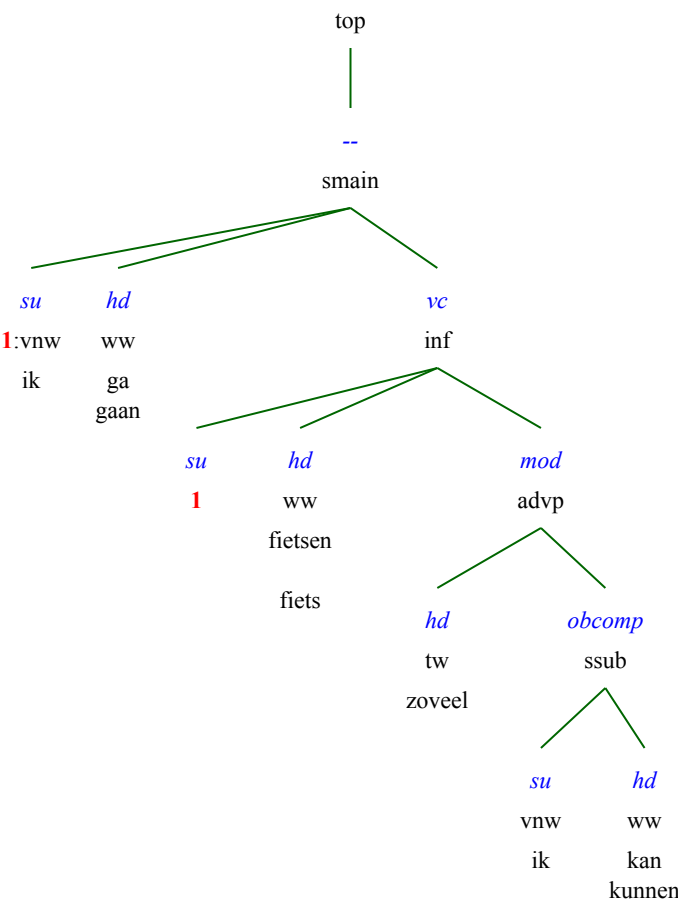 top
--
smain
su hd vc
1:vnw ww inf
ik ga
gaan
su hd mod
1 ww advp
fietsen
fiets
hd obcomp
tw ssub
zoveel
su hd
vnw ww
ik kan
kunnen